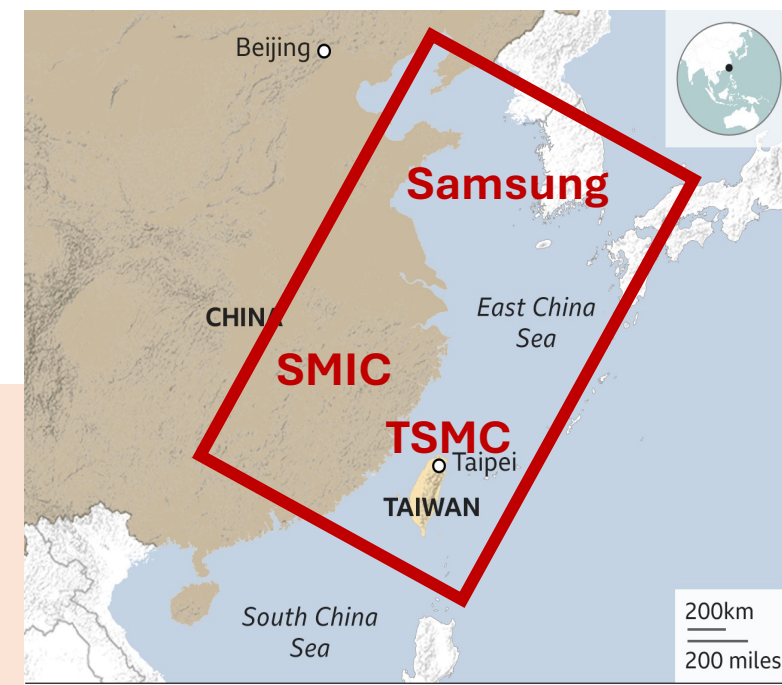 Beijing
Samsung
CHINA
East China
Sea
SMIC
TSMC
Taipei
TAIWAN
South China
Sea
200km
200 miles